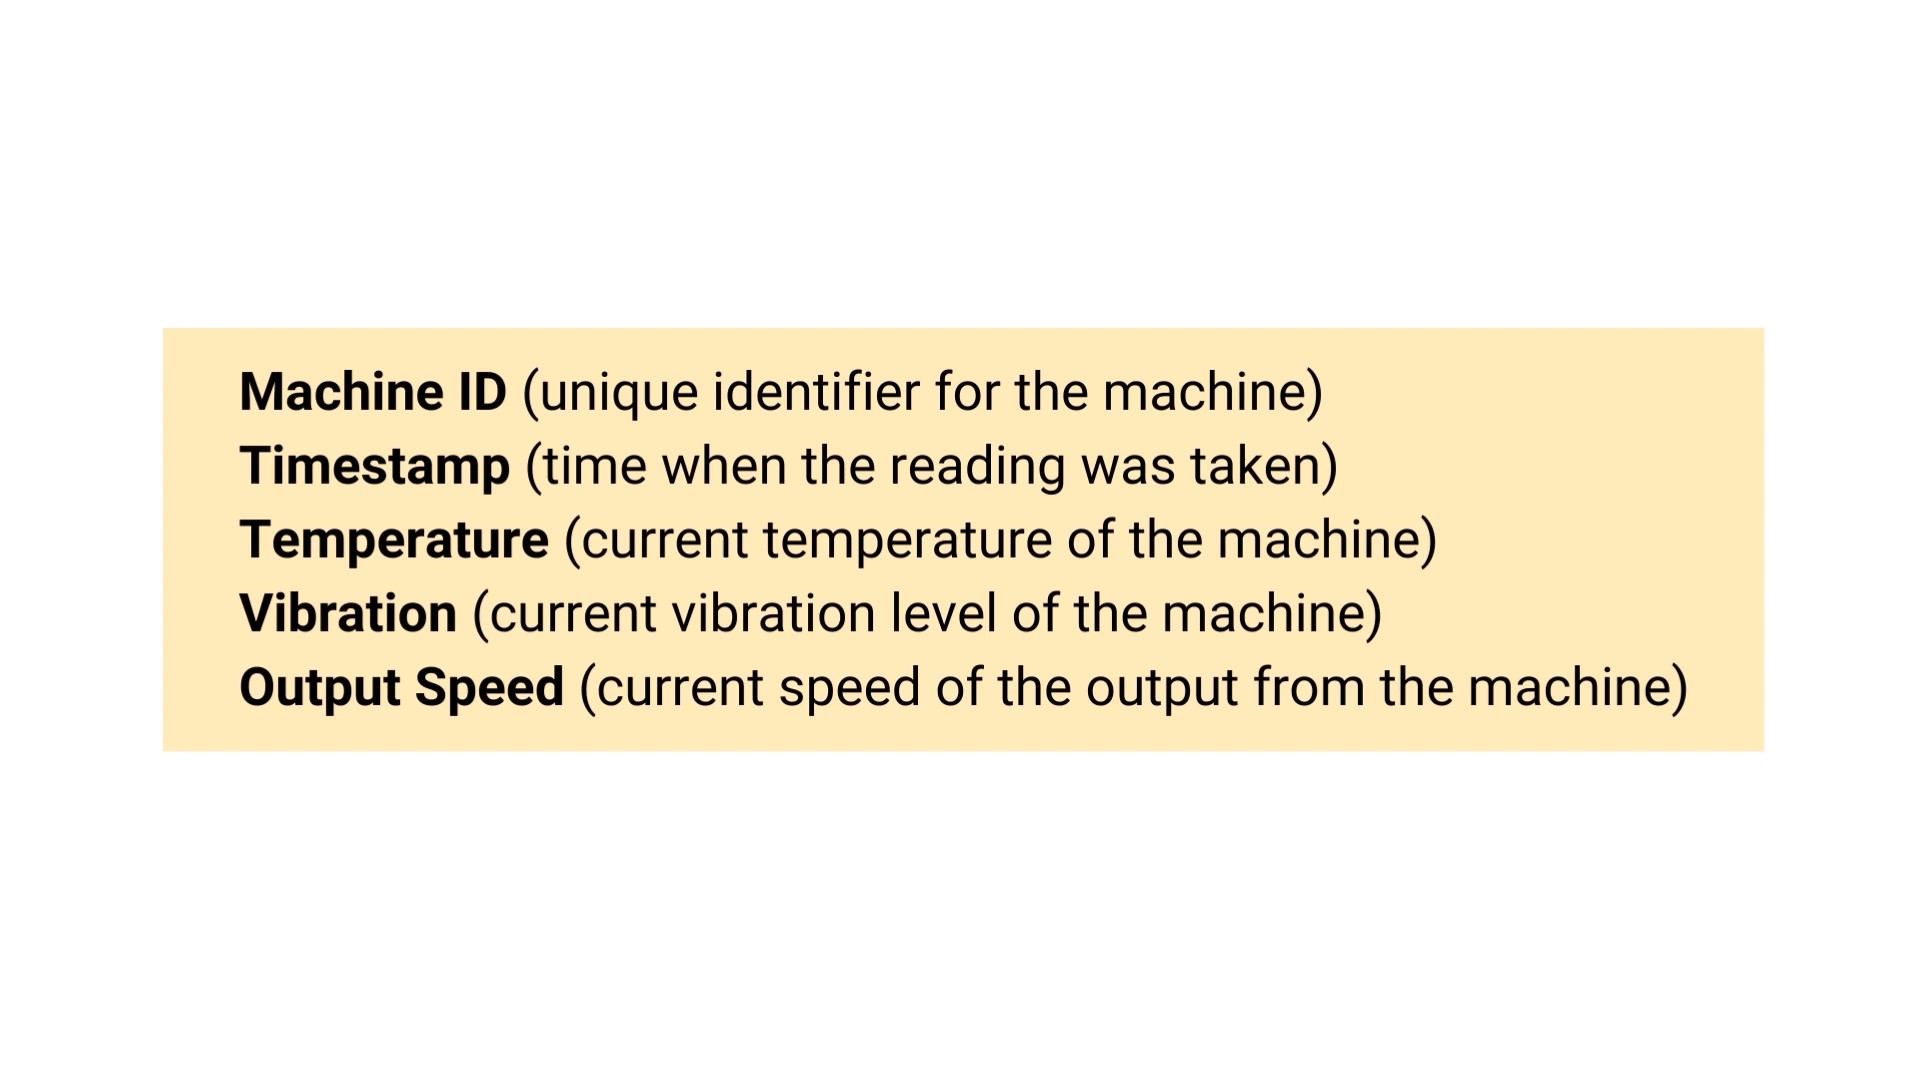 Machine ID (unique identifier for the machine)
Timestamp (time when the reading was taken)
Temperature (current temperature of the machine)
Vibration (current vibration level of the machine)
Output Speed (current speed of the output from the machine)